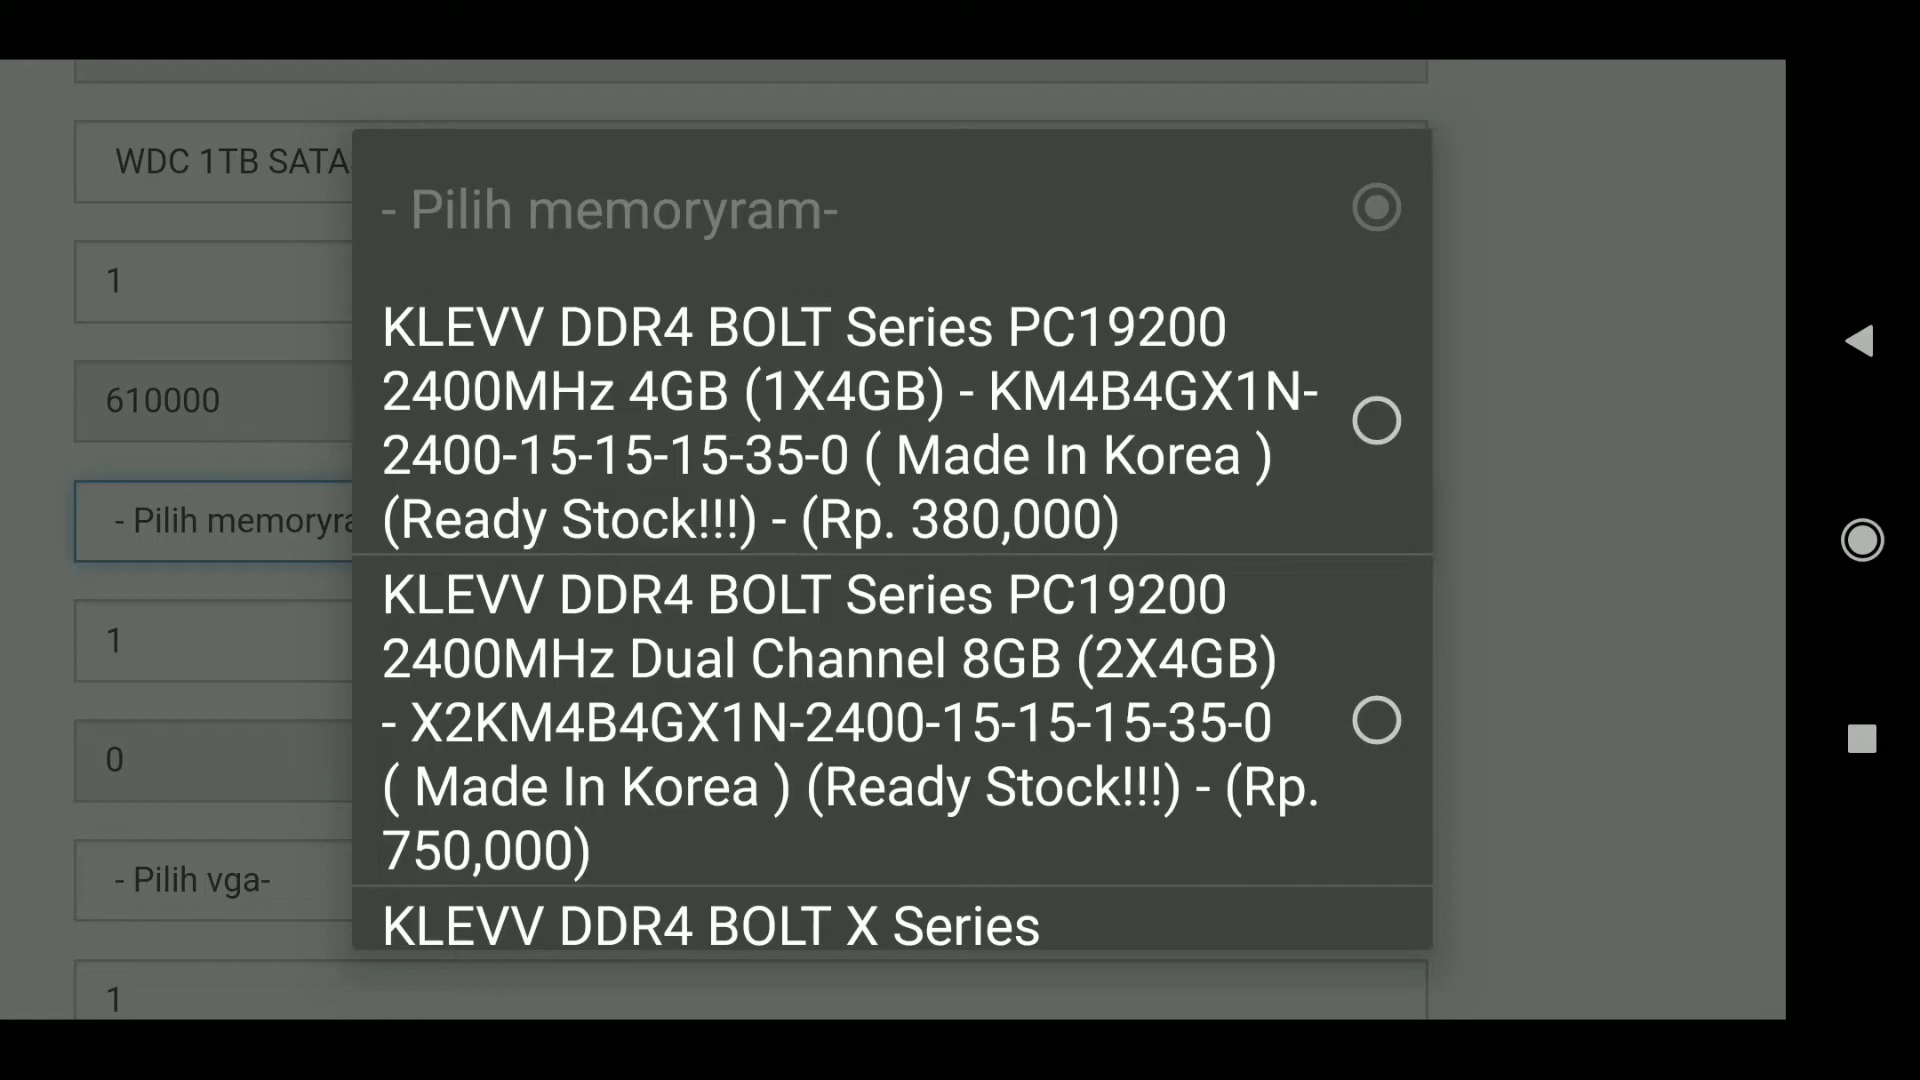 WDC 1TB SATA
1
610000
- Pilih memoryra
1
0
- Pilih vga-
1
- Pilih memoryram-
KLEVV DDR4 BOLT Series PC19200
2400MHz 4GB (1X4GB) - KM4B4GX1N-
2400-15-15-15-35-0 ( Made In Korea )
(Ready Stock!!!) - (Rp. 380,000)
KLEVV DDR4 BOLT Series PC19200
2400MHz Dual Channel 8GB (2X4GB)
- X2KM4B4GX1N-2400-15-15-15-35-0
( Made In Korea ) (Ready Stock!!!) - (Rp.
750,000)
KLEVV DDR4 BOLT X Series